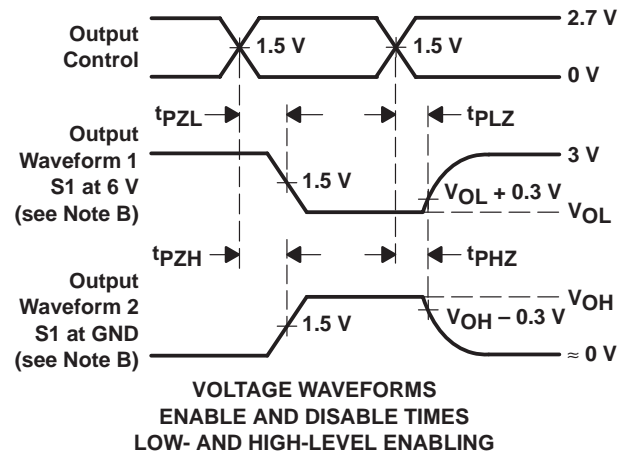 Output
Control
1.5 V
1.5 V
2.7 V
0 V
tPZL
tPLZ
Output
Waveform 1
S1 at 6 V
(see Note B)
1.5 V
3 V
VOL + 0.3 V
VOL
tPZH
tPHZ
Output
Waveform 2
S1 at GND
(see Note B)
1.5 V
VOH
VOH − 0.3 V
≈ 0 V
VOLTAGE WAVEFORMS
ENABLE AND DISABLE TIMES
LOW- AND HIGH-LEVEL ENABLING